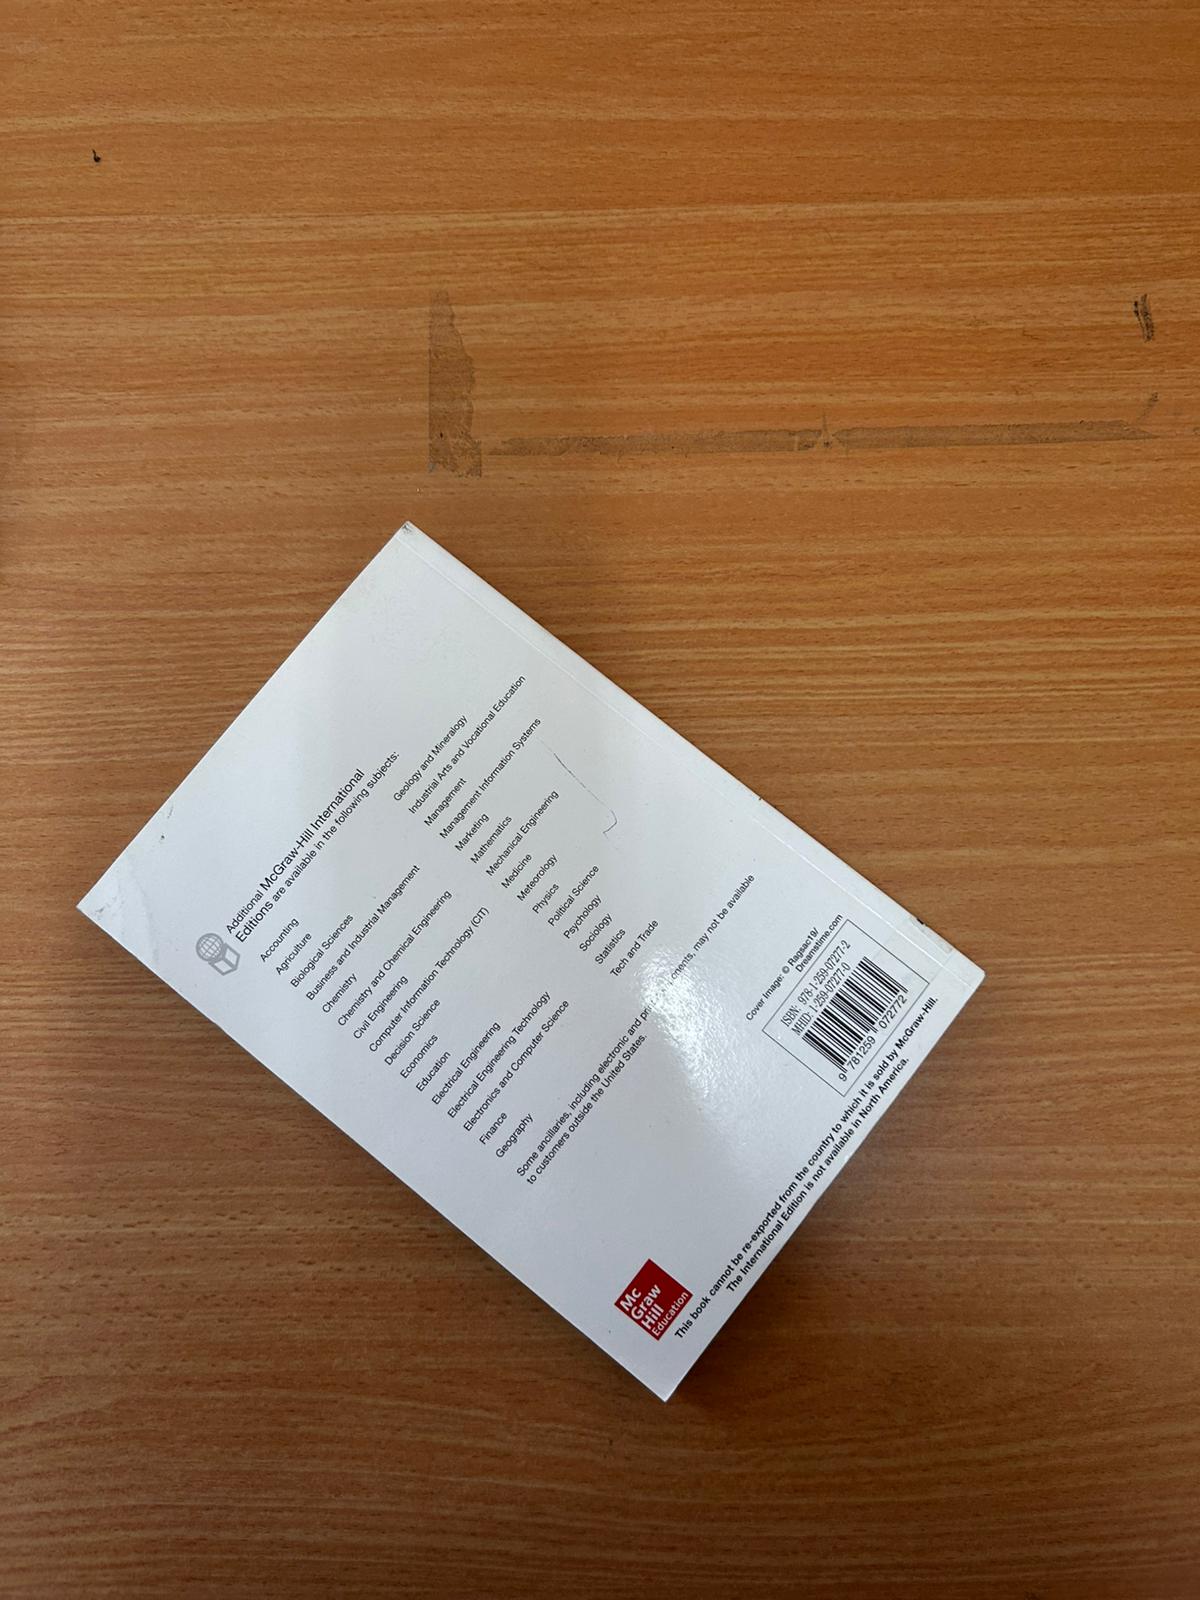 Additional McGraw-Hill International
Editions are available in the following subjects:
Accounting
Agriculture
Biological Sciences
Business and Industrial Management
Chemistry
Chemistry and Chemical Engineering
Civil Engineering
Computer Information Technology (CIT)
Decision Science
Economics
Education
Electrical Engineering
Electrical Engineering Technology
Electronics and Computer Science
Finance
Geography
Geology and Mineralogy
Industrial Arts and Vocational Education
Management
Management Information Systems
Marketing
Mathematics
Mechanical Engineering
Medicine
Meteorology
Physics
Political Science
Psychology
Sociology
Statistics
Tech and Trade
Some ancillaries, including electronic and may not be available
to customers outside the United States.
Cover Image: © Ragsac19/
Dreamstime.com
ISBN: 978-1-259-07277-2
MHID: 1-259-07277-0
9 781259 072772
Mc
Graw
Hill
Education
This book cannot be re-exported from the country to which it is sold by McGraw-Hill.
The International Edition is not available in North America.